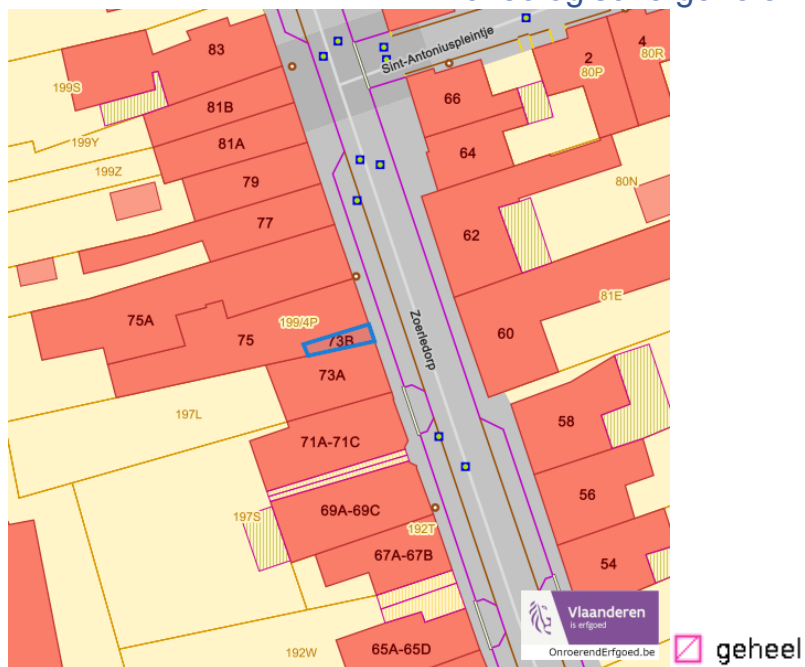 83
Sint-Antoniuspleintje
2
4
80R
80P
199S
66
81B
81A
64
199Y
199Z
79
80N
77
62
81E
75A
199/4P
75
73B
Zoerledorp
60
73A
197L
58
71A-71C
69A-69C
56
197S
192T
67A-67B
54
Vlaanderen
is erfgoed
65A-65D
192W
OnroerendErfgoed.be
geheel